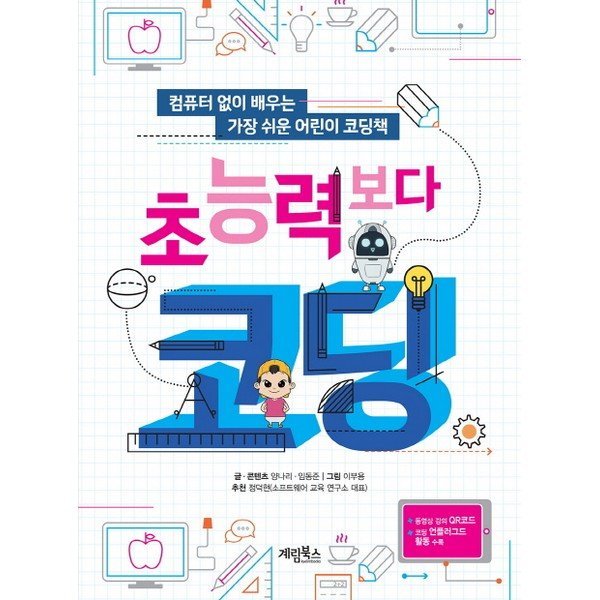 컴퓨터 없이 배우는
가장 쉬운 어린이 코딩책
초능력보다
코딩
글·콘텐츠 양나리·임동준 | 그림 이부용
추천 정덕현(소프트웨어 교육 연구소 대표)
동영상 강의 QR코드
코딩 언플러그드
활동 수록
계림북스